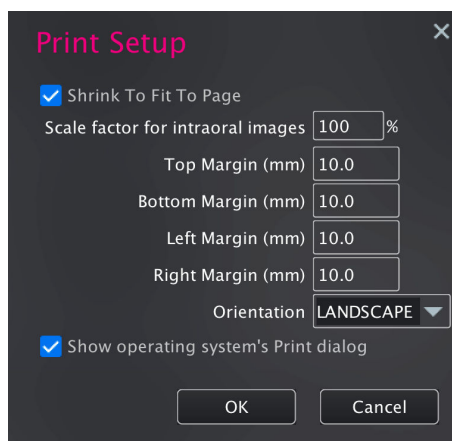 Print Setup
Shrink To Fit To Page
Scale factor for intraoral images 100 %
Top Margin (mm) 10.0
Bottom Margin (mm) 10.0
Left Margin (mm) 10.0
Right Margin (mm) 10.0
Orientation LANDSCAPE
Show operating system's Print dialog
OK Cancel